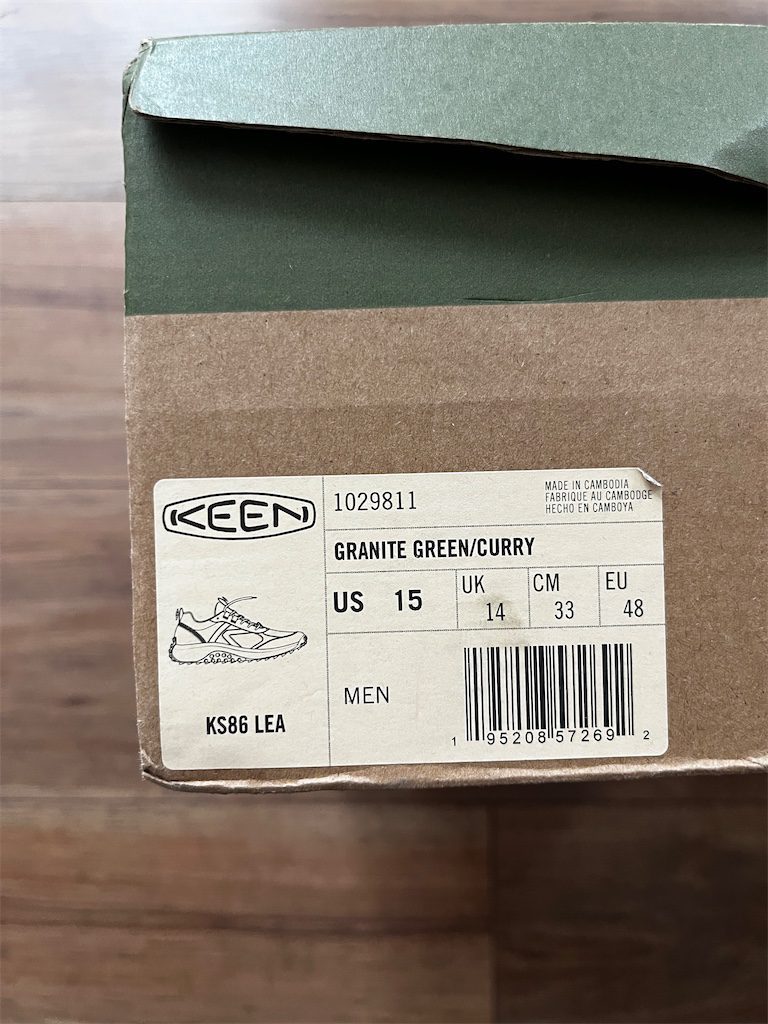 KEEN
1029811
MADE IN CAMBODIA
FABRIQUE AU CAMBODGE
HECHO EN CAMBOYA
GRANITE GREEN/CURRY
US 15
UK
14
CM
33
EU
48
KS86 LEA
MEN
1 95208 57269 2